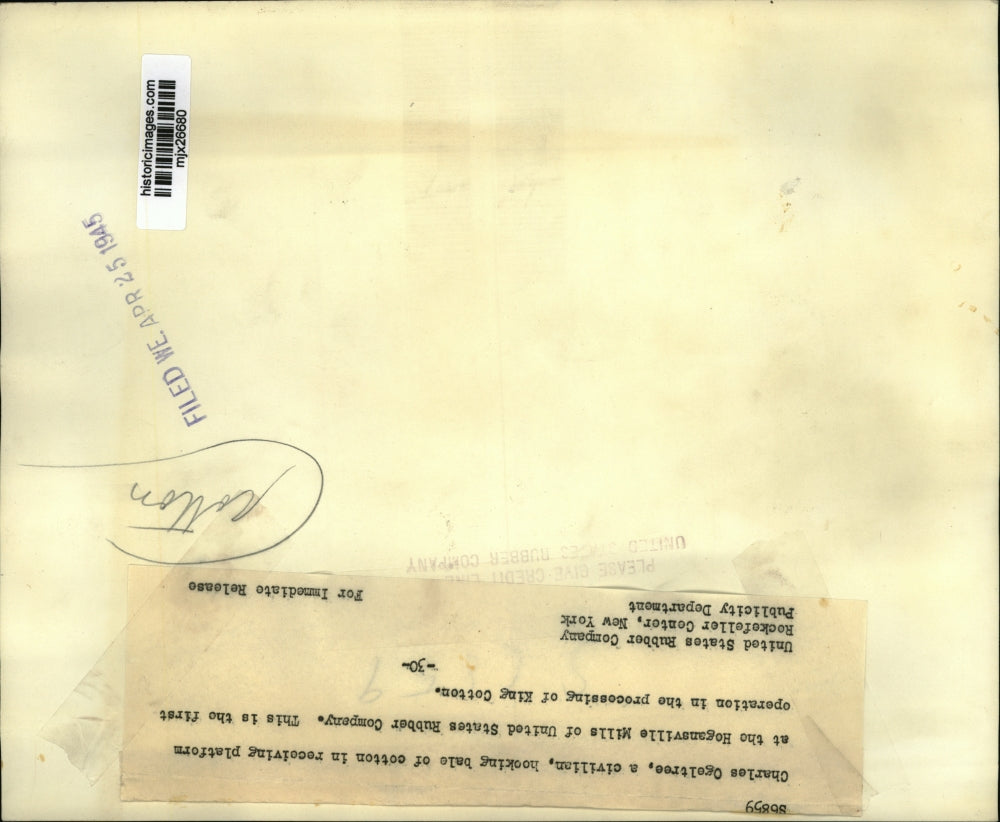 historicimages.com
mjx26680
FILED WE. APR 25 1945
Cotton
PLEASE GIVE CREDIT LINE
UNITED STATES RUBBER COMPANY
S6859
Charles Ogeltree, a civilian, hooking bale of cotton in receiving platform
at the Hogansville Mills of United States Rubber Company. This is the first
operation in the processing of King Cotton.
-30-
United States Rubber Company
Rockefeller Center, New York
Publicity Department
For Immediate Release